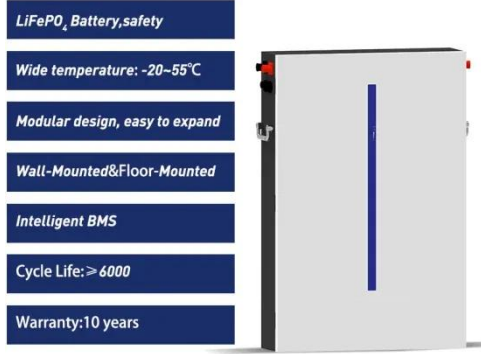 LiFePO₄ Battery,safety
Wide temperature: -20~55℃
Modular design, easy to expand
Wall-Mounted&Floor-Mounted
Intelligent BMS
Cycle Life:≥6000
Warranty:10 years